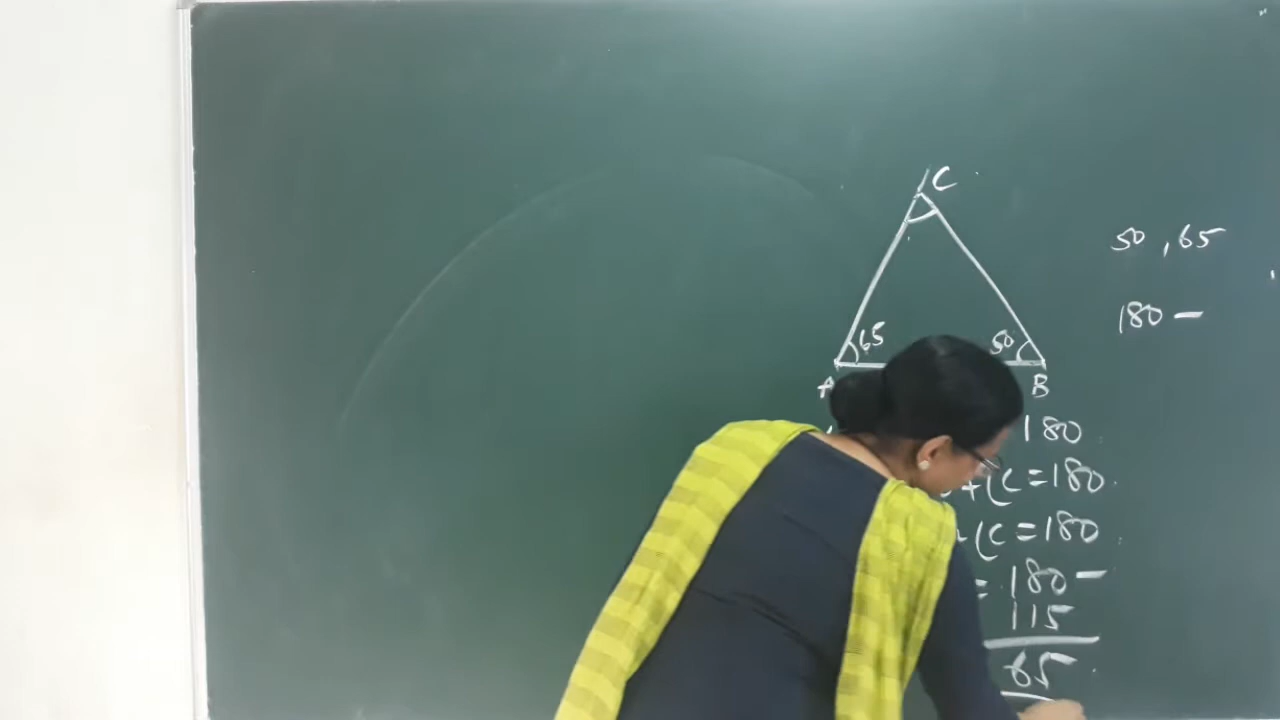 C
50, 65
180 -
65 50
A B
180
+∠C = 180
+∠C = 180
= 180 -
115
65